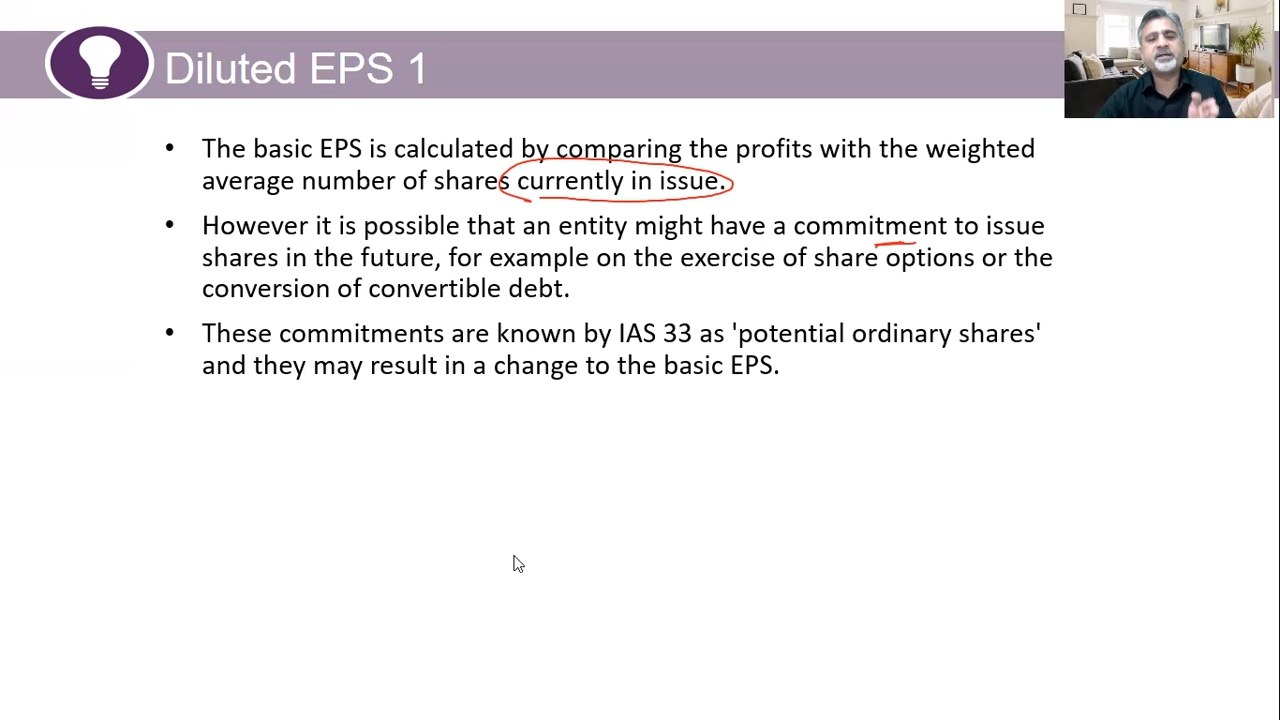 Diluted EPS 1
• The basic EPS is calculated by comparing the profits with the weighted
average number of shares currently in issue.
• However it is possible that an entity might have a commitment to issue
shares in the future, for example on the exercise of share options or the
conversion of convertible debt.
• These commitments are known by IAS 33 as 'potential ordinary shares'
and they may result in a change to the basic EPS.